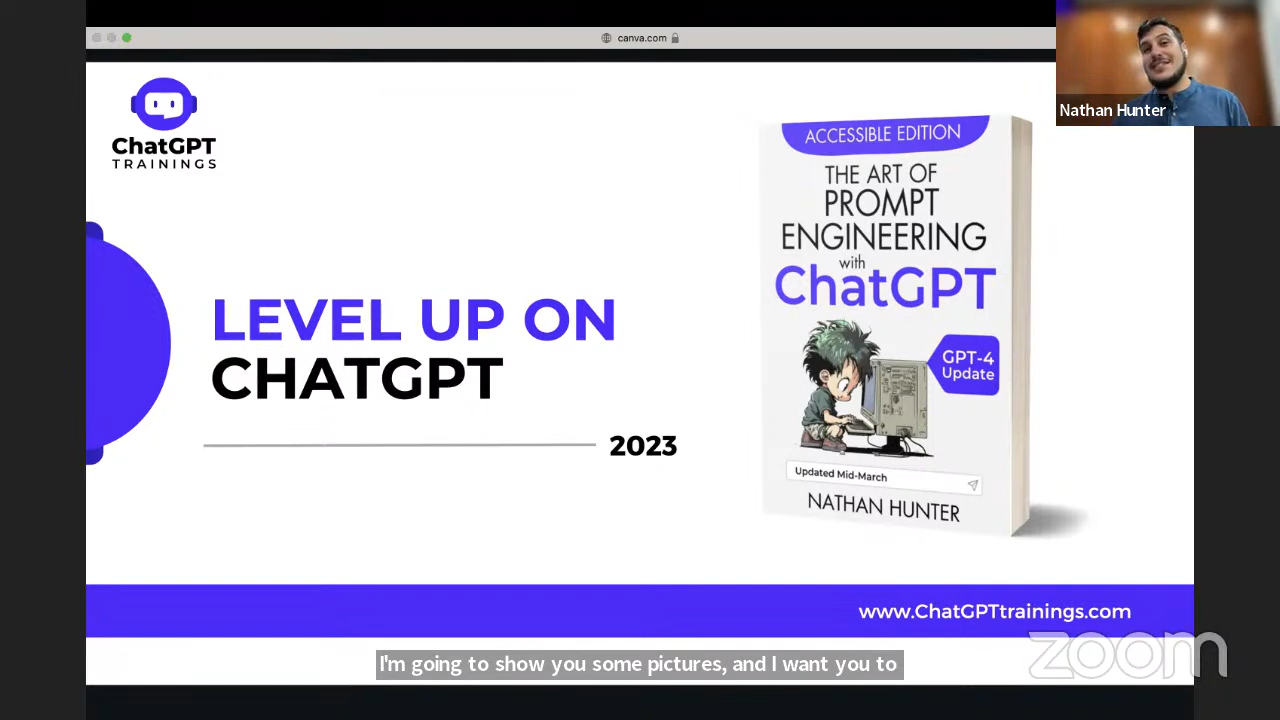 canva.com
Nathan Hunter
ChatGPT
TRAININGS
ACCESSIBLE EDITION
THE ART OF
PROMPT
ENGINEERING
with
ChatGPT
GPT-4
Update
Updated Mid-March
NATHAN HUNTER
LEVEL UP ON
CHATGPT
2023
www.ChatGPTtrainings.com
zoom
I'm going to show you some pictures, and I want you to